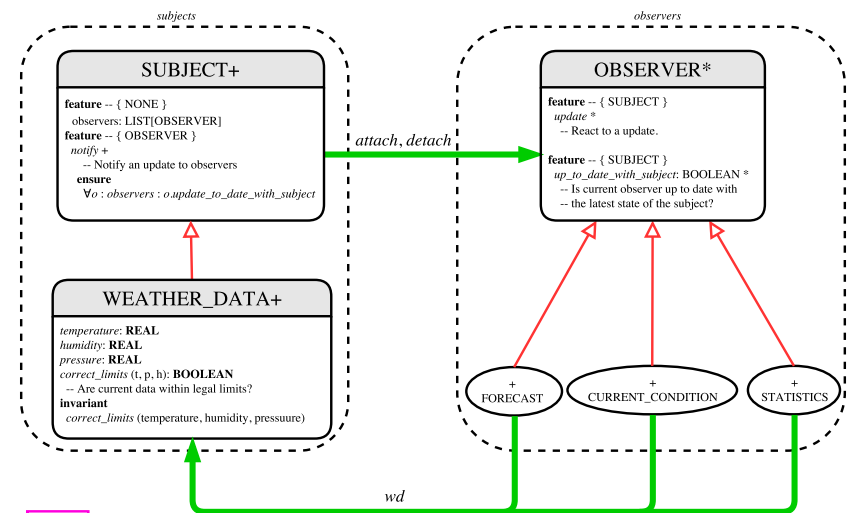 subjects
observers
SUBJECT+
feature -- { NONE }
observers: LIST[OBSERVER]
feature -- { OBSERVER }
notify +
-- Notify an update to observers
ensure
∀o : observers : o.update_to_date_with_subject
attach, detach
OBSERVER*
feature -- { SUBJECT }
update *
-- React to a update.
feature -- { SUBJECT }
up_to_date_with_subject: BOOLEAN *
-- Is current observer up to date with
-- the latest state of the subject?
WEATHER_DATA+
temperature: REAL
humidity: REAL
pressure: REAL
correct_limits (t, p, h): BOOLEAN
-- Are current data within legal limits?
invariant
correct_limits (temperature, humidity, pressuure)
+
FORECAST
+
CURRENT_CONDITION
+
STATISTICS
wd